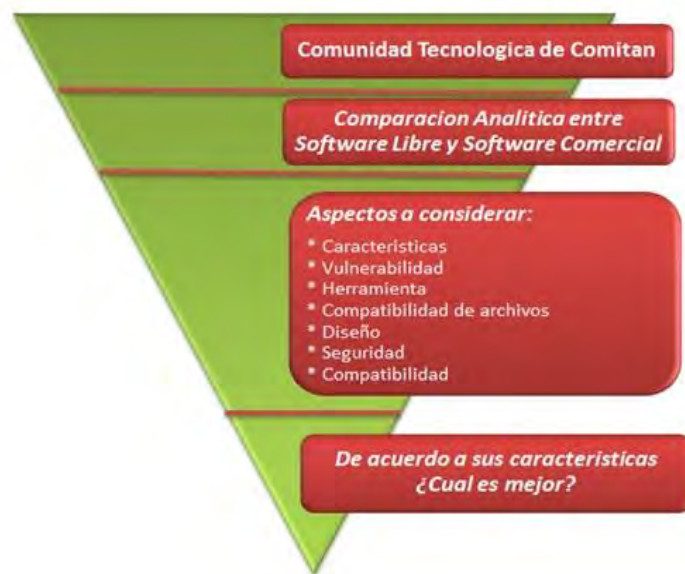 Comunidad Tecnologica de Comitan
Comparacion Analitica entre
Software Libre y Software Comercial
Aspectos a considerar:
* Caracteristicas
* Vulnerabilidad
* Herramienta
* Compatibilidad de archivos
* Diseño
* Seguridad
* Compatibilidad
De acuerdo a sus caracteristicas
¿Cual es mejor?